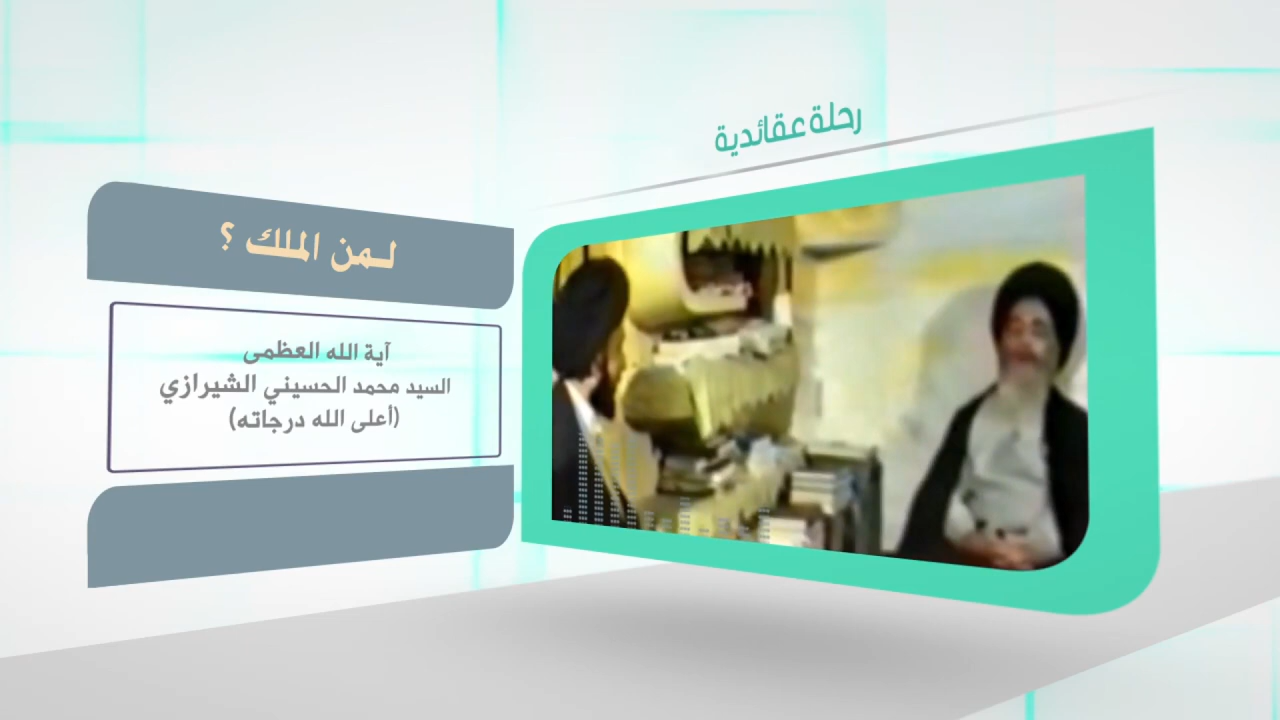 رحلة عقائدية
لـمن الملك ؟
آية الله العظمى
السيد محمد الحسيني الشيرازي
(أعلى الله درجاته)